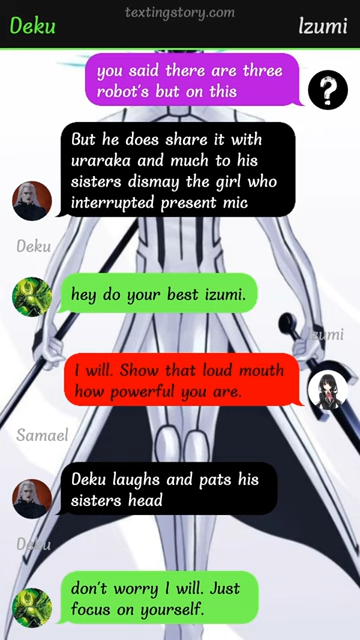 textingstory.com
Deku
Izumi
you said there are three
robot's but on this
?
But he does share it with
uraraka and much to his
sisters dismay the girl who
interrupted present mic
Deku
hey do your best izumi.
Izumi
I will. Show that loud mouth
how powerful you are.
Samael
Deku laughs and pats his
sisters head
Deku
don't worry I will. Just
focus on yourself.